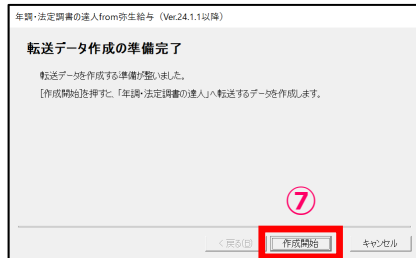 年調・法定調書の達人from弥生給与（Ver.24.1.1以降）
転送データ作成の準備完了
転送データを作成する準備が整いました。
[作成開始]を押すと、「年調・法定調書の達人」へ転送するデータを作成します。
⑦
< 戻る(B)
作成開始
キャンセル